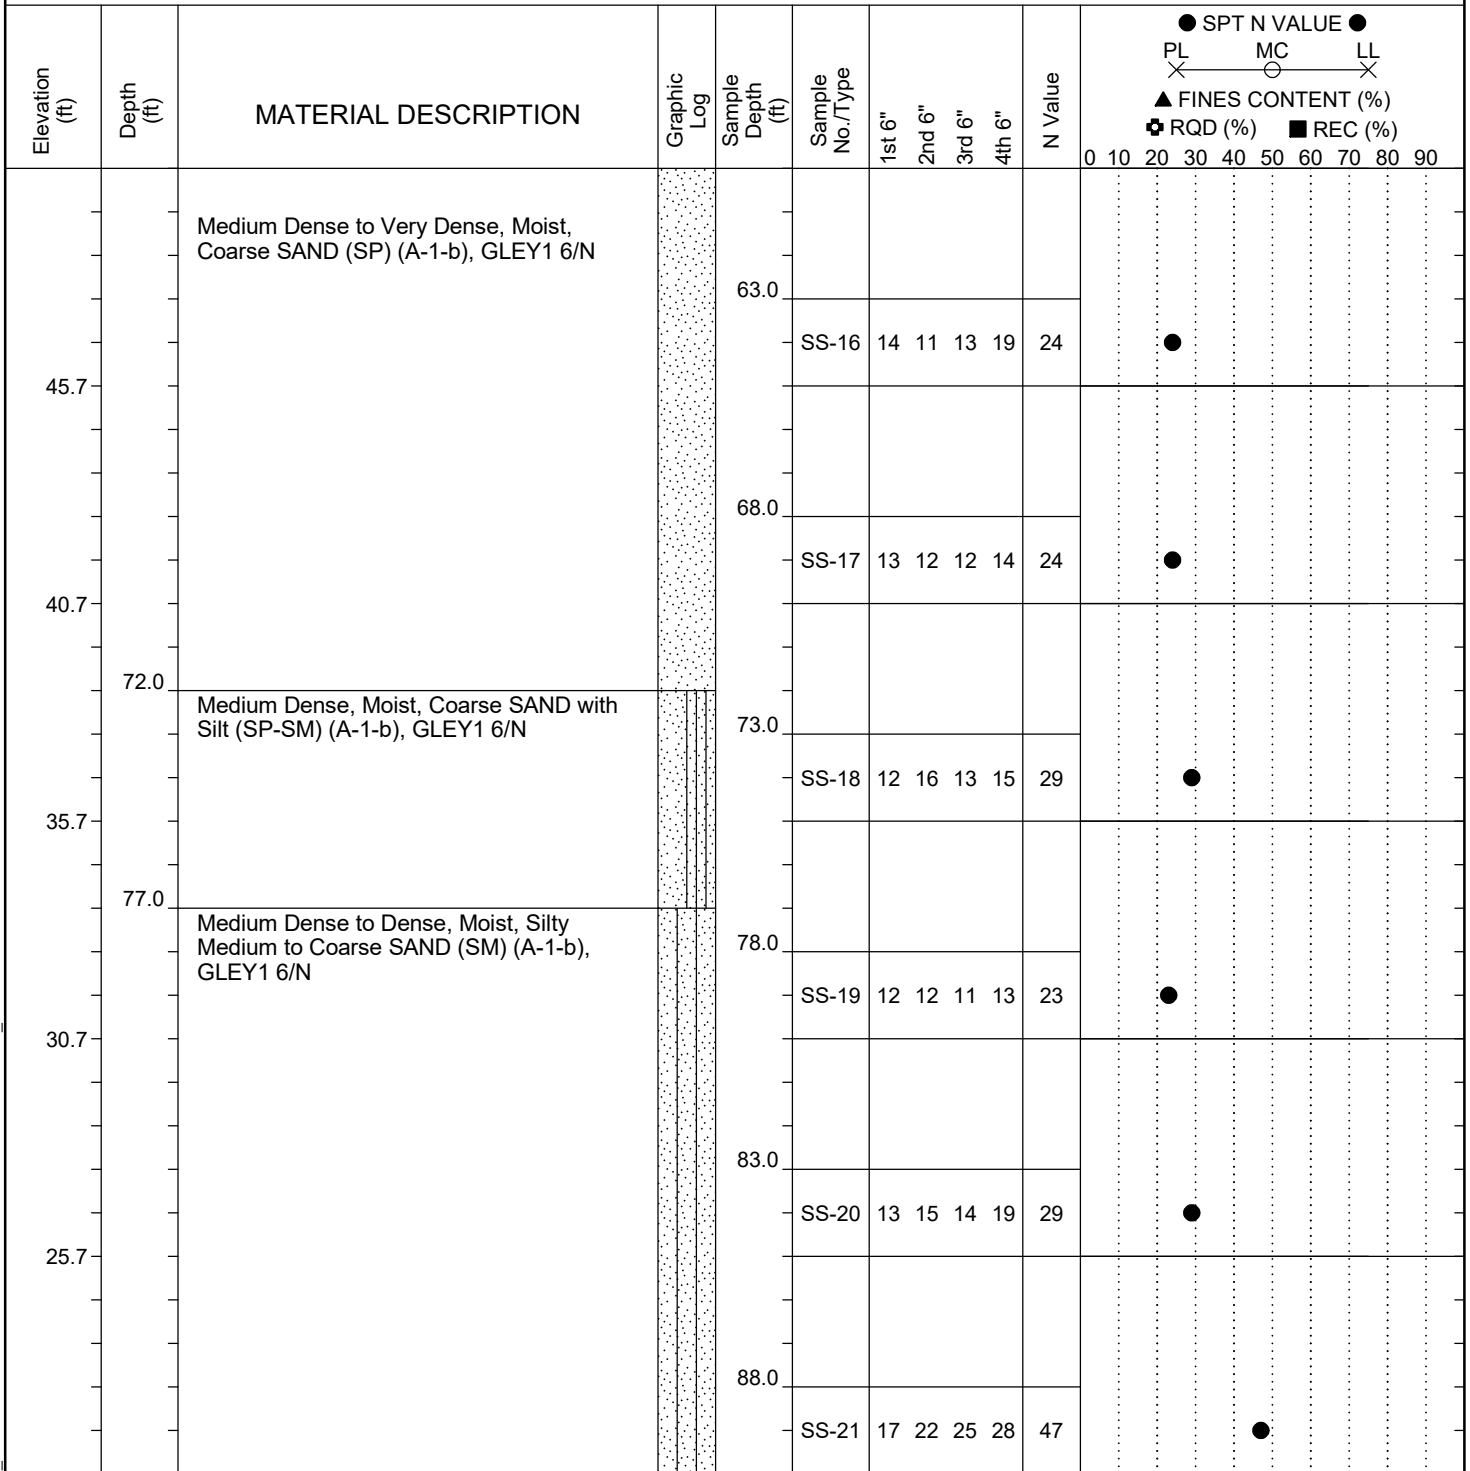 ● SPT N VALUE ●
PL MC LL
▲ FINES CONTENT (%)
RQD (%) ■ REC (%)
Elevation (ft)
Depth (ft)
MATERIAL DESCRIPTION
Graphic Log
Sample Depth (ft)
Sample No./Type
1st 6"
2nd 6"
3rd 6"
4th 6"
N Value
0 10 20 30 40 50 60 70 80 90
Medium Dense to Very Dense, Moist,
Coarse SAND (SP) (A-1-b), GLEY1 6/N
63.0
SS-16 14 11 13 19 24
45.7
68.0
SS-17 13 12 12 14 24
40.7
72.0
Medium Dense, Moist, Coarse SAND with
Silt (SP-SM) (A-1-b), GLEY1 6/N
73.0
SS-18 12 16 13 15 29
35.7
77.0
Medium Dense to Dense, Moist, Silty
Medium to Coarse SAND (SM) (A-1-b),
GLEY1 6/N
78.0
SS-19 12 12 11 13 23
30.7
83.0
SS-20 13 15 14 19 29
25.7
88.0
SS-21 17 22 25 28 47